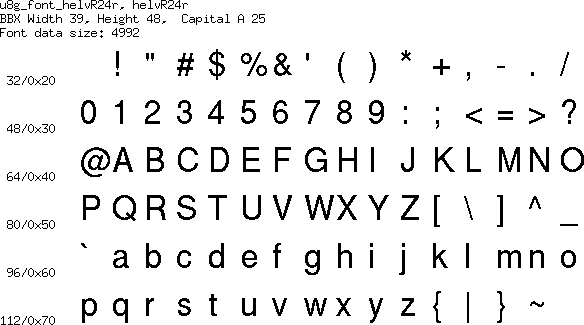 u8g_font_helvR24r, helvR24r
BBX Width 39, Height 48, Capital A 25
Font data size: 4992
32/0x20 ! " # $ % & ' ( ) * + , - . /
48/0x30 0 1 2 3 4 5 6 7 8 9 : ; < = > ?
64/0x40 @ A B C D E F G H I J K L M N O
80/0x50 P Q R S T U V W X Y Z [ \ ] ^ _
96/0x60 ` a b c d e f g h i j k l m n o
112/0x70 p q r s t u v w x y z { | } ~